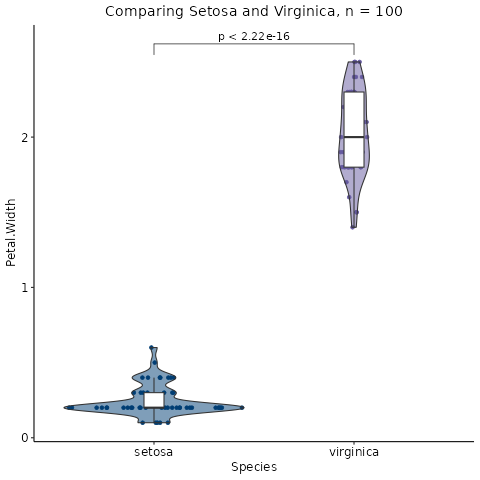 Comparing Setosa and Virginica, n = 100
p < 2.22e-16
2
1
0
Petal.Width
setosa
virginica
Species